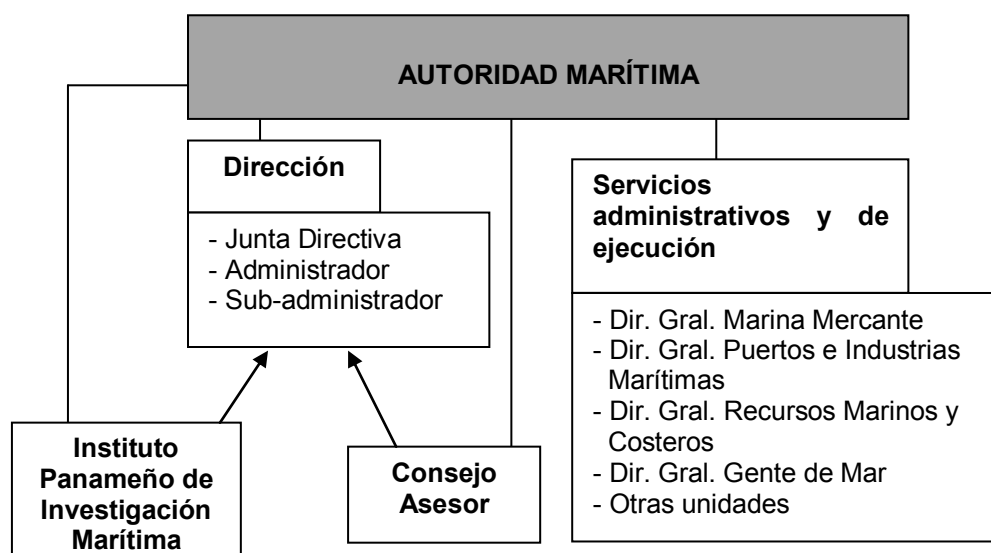 AUTORIDAD MARÍTIMA
Dirección
- Junta Directiva
- Administrador
- Sub-administrador
Servicios
administrativos y de
ejecución
- Dir. Gral. Marina Mercante
- Dir. Gral. Puertos e Industrias
Marítimas
- Dir. Gral. Recursos Marinos y
Costeros
- Dir. Gral. Gente de Mar
- Otras unidades
Instituto
Panameño de
Investigación
Marítima
Consejo
Asesor